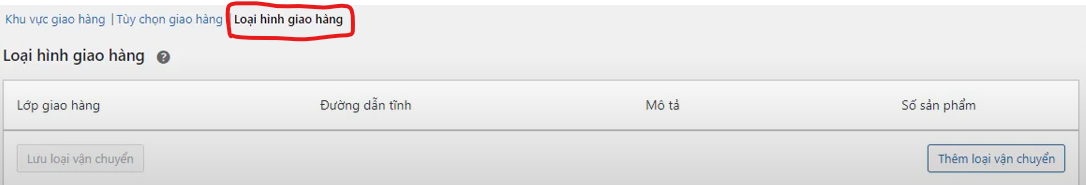 Khu vực giao hàng | Tùy chọn giao hàng Loại hình giao hàng
Loại hình giao hàng ?
Lớp giao hàng Đường dẫn tĩnh Mô tả Số sản phẩm
Lưu loại vận chuyển Thêm loại vận chuyển